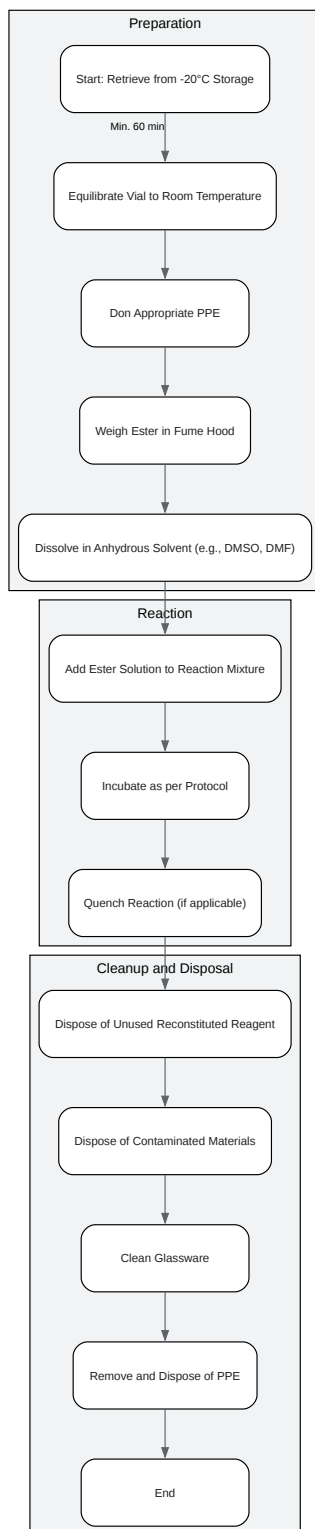 Preparation
Start: Retrieve from -20°C Storage
Min. 60 min
Equilibrate Vial to Room Temperature
Don Appropriate PPE
Weigh Ester in Fume Hood
Dissolve in Anhydrous Solvent (e.g., DMSO, DMF)
Reaction
Add Ester Solution to Reaction Mixture
Incubate as per Protocol
Quench Reaction (if applicable)
Cleanup and Disposal
Dispose of Unused Reconstituted Reagent
Dispose of Contaminated Materials
Clean Glassware
Remove and Dispose of PPE
End